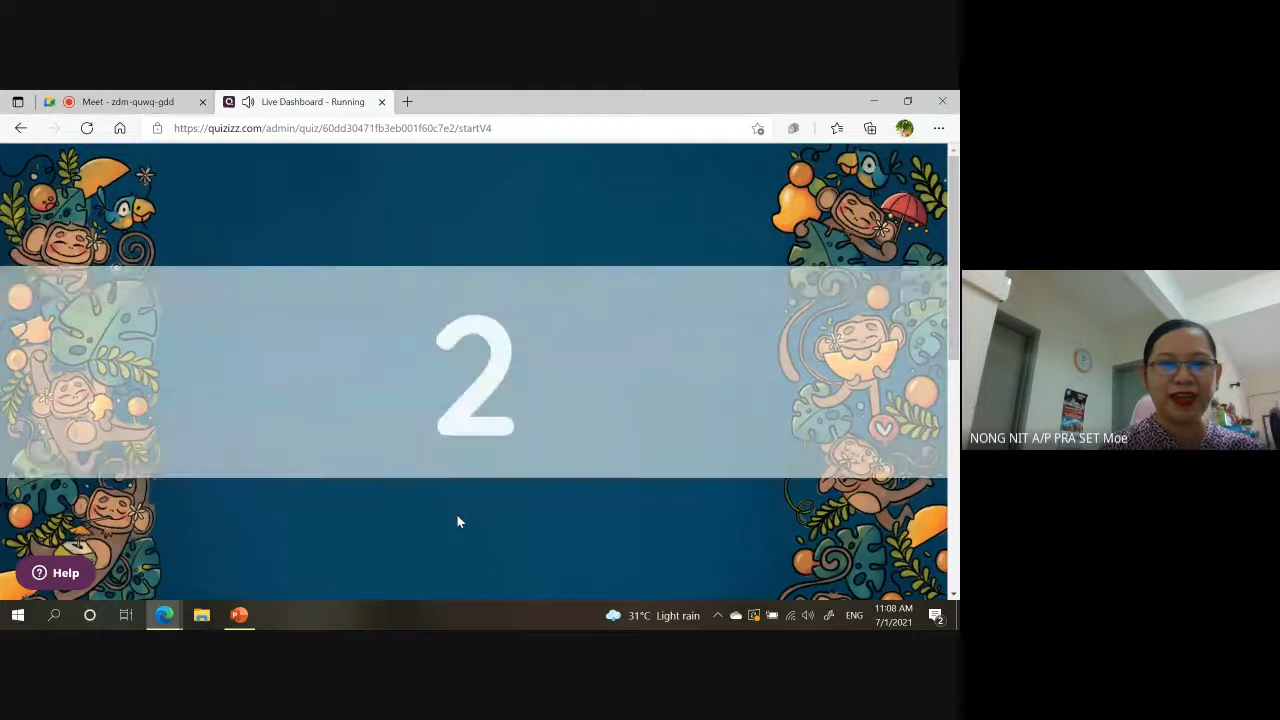 Meet - zdm-quwq-gdd
Live Dashboard - Running
https://quizizz.com/admin/quiz/60dd30471fb3eb001f60c7e2/startV4
2
NONG NIT A/P PRA SET Moe
Help
31°C Light rain
ENG
11:08 AM
7/1/2021
2